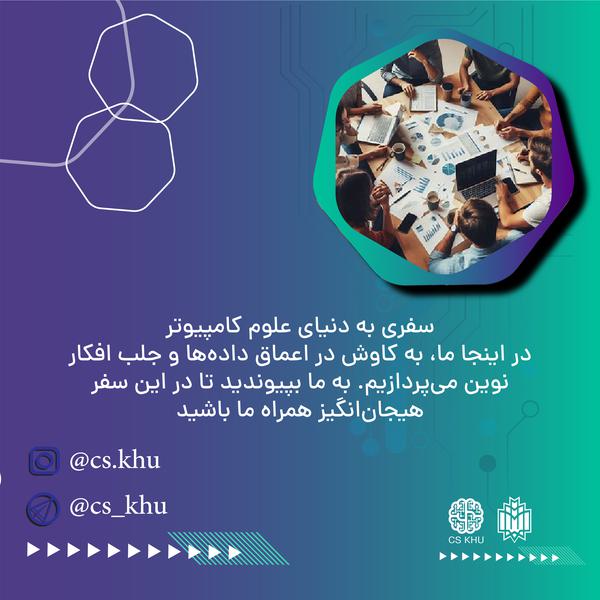 سفری به دنیای علوم کامپیوتر
در اینجا ما، به کاوش در اعماق داده‌ها و جلب افکار
نوین می‌پردازیم. به ما بپیوندید تا در این سفر
هیجان‌انگیز همراه ما باشید
@cs.khu
@cs_khu
CS KHU